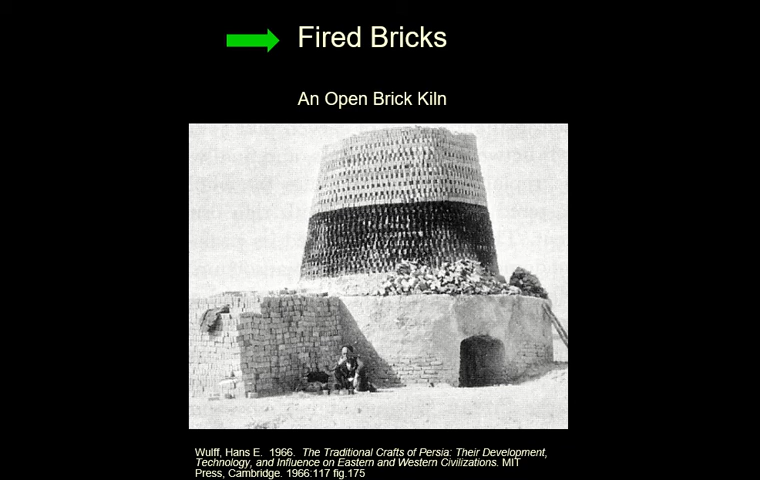 Fired Bricks
An Open Brick Kiln
Wulff, Hans E.  1966.  The Traditional Crafts of Persia: Their Development,
Technology, and Influence on Eastern and Western Civilizations. MIT
Press, Cambridge. 1966:117 fig.175